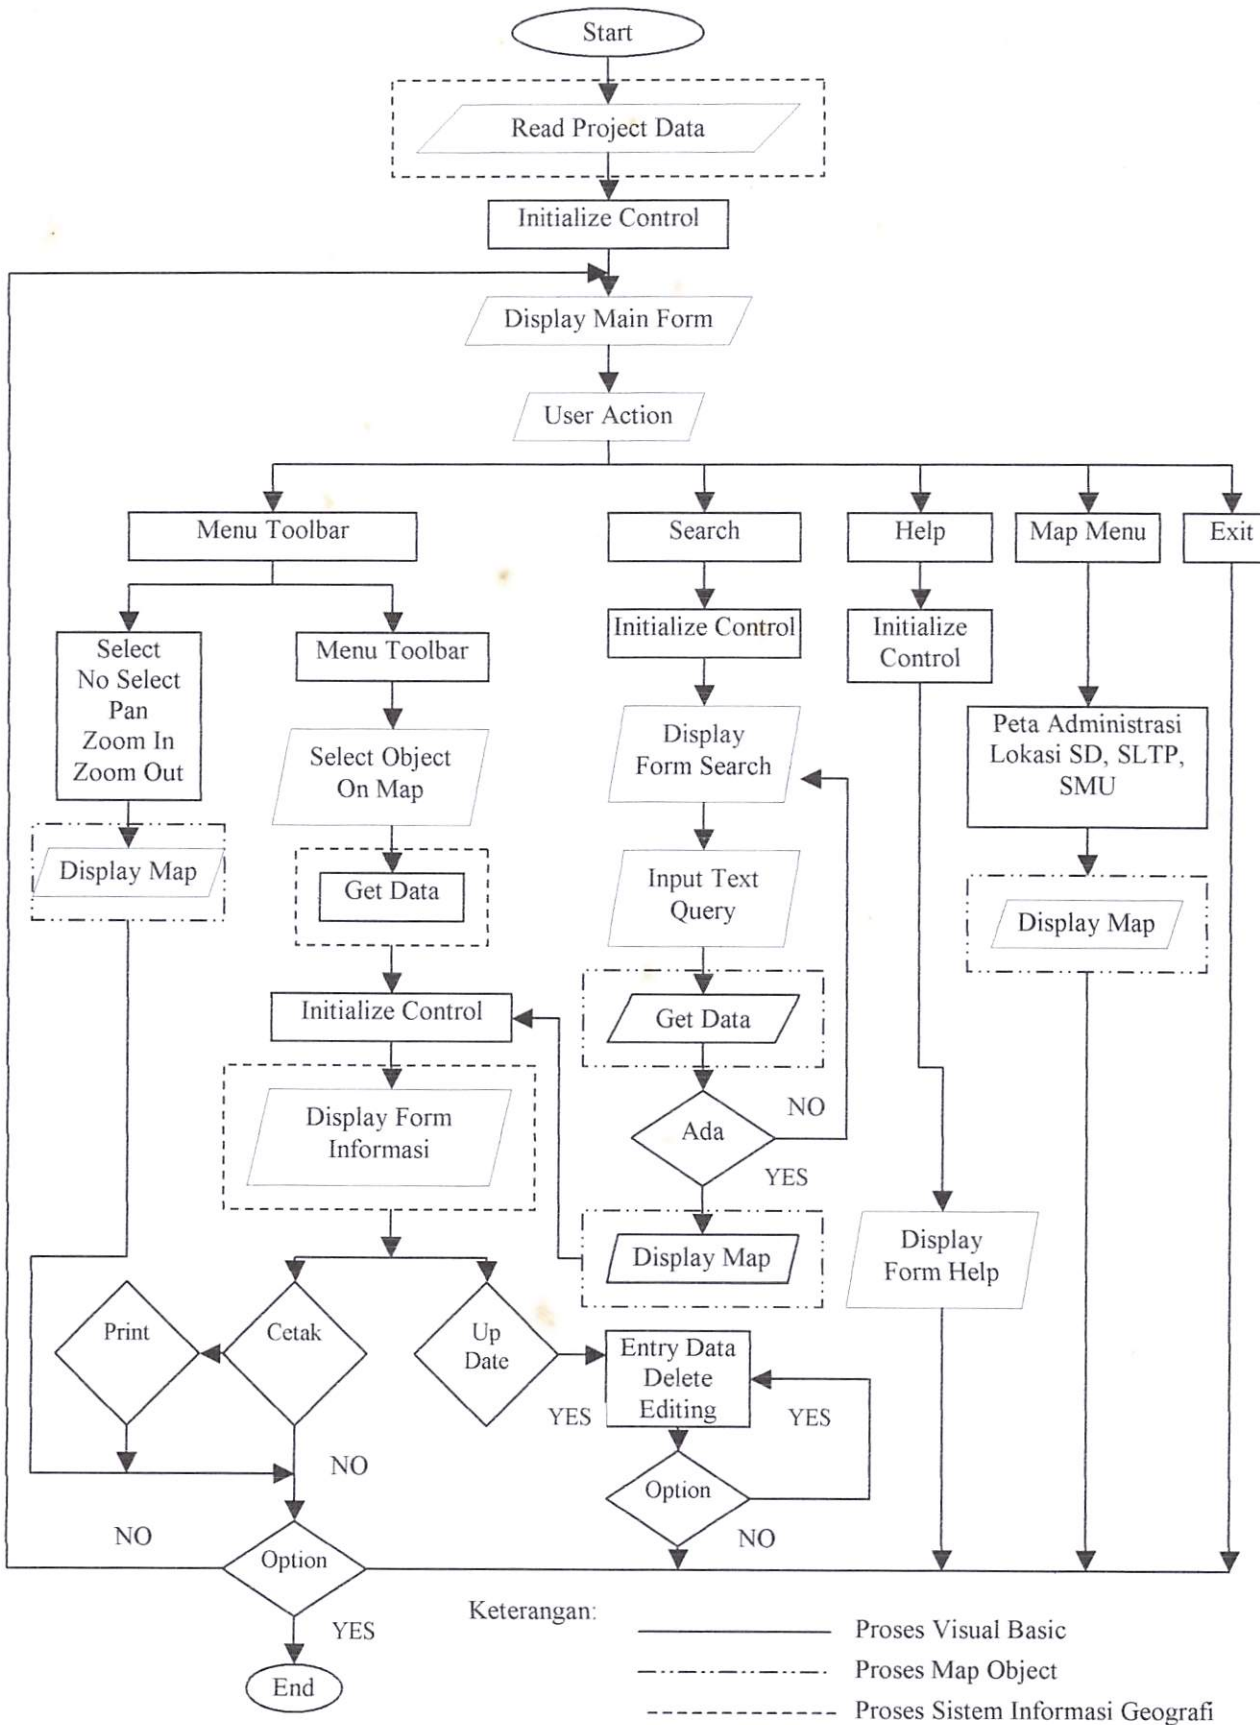 Start
Read Project Data
Initialize Control
Display Main Form
User Action
Menu Toolbar
Search
Help
Map Menu
Exit
Select
No Select
Pan
Zoom In
Zoom Out
Menu Toolbar
Initialize Control
Initialize
Control
Select Object
On Map
Display
Form Search
Peta Administrasi
Lokasi SD, SLTP,
SMU
Display Map
Get Data
Input Text
Query
Display Map
Initialize Control
Get Data
Display Form
Informasi
NO
Ada
YES
Display Map
Display
Form Help
Print
Cetak
Up
Date
Entry Data
Delete
Editing
YES
YES
NO
Option
NO
NO
Option
YES
End
Keterangan:
Proses Visual Basic
Proses Map Object
Proses Sistem Informasi Geografi